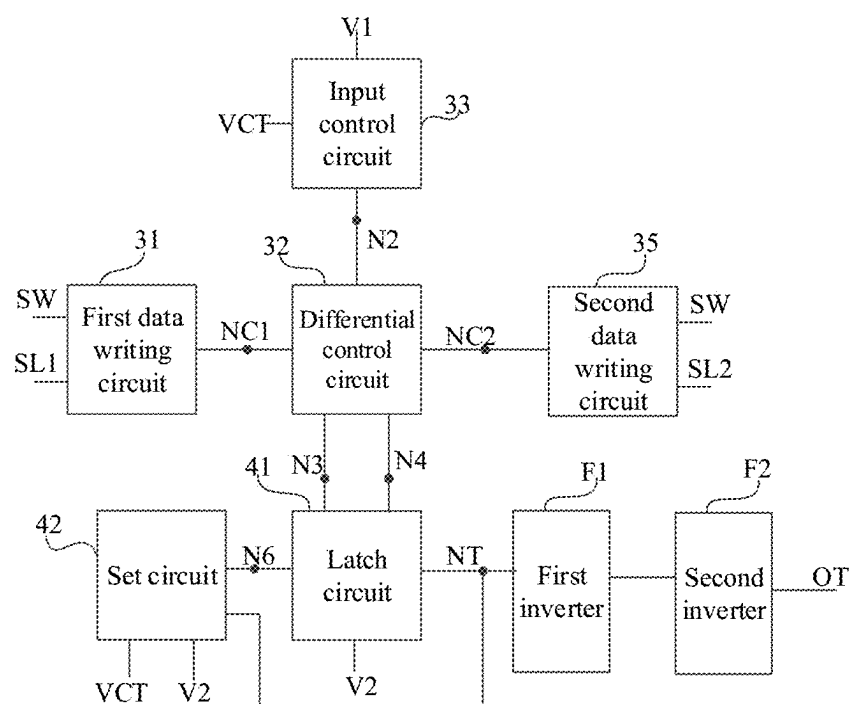 V1
Input
control
circuit
33
VCT
N2
31
32
35
SW
First data
writing
circuit
SL1
NC1
Differential
control
circuit
NC2
Second
data
writing
circuit
SW
SL2
N3
N4
41
F1
F2
42
Set circuit
N6
Latch
circuit
NT
First
inverter
Second
inverter
OT
VCT
V2
V2